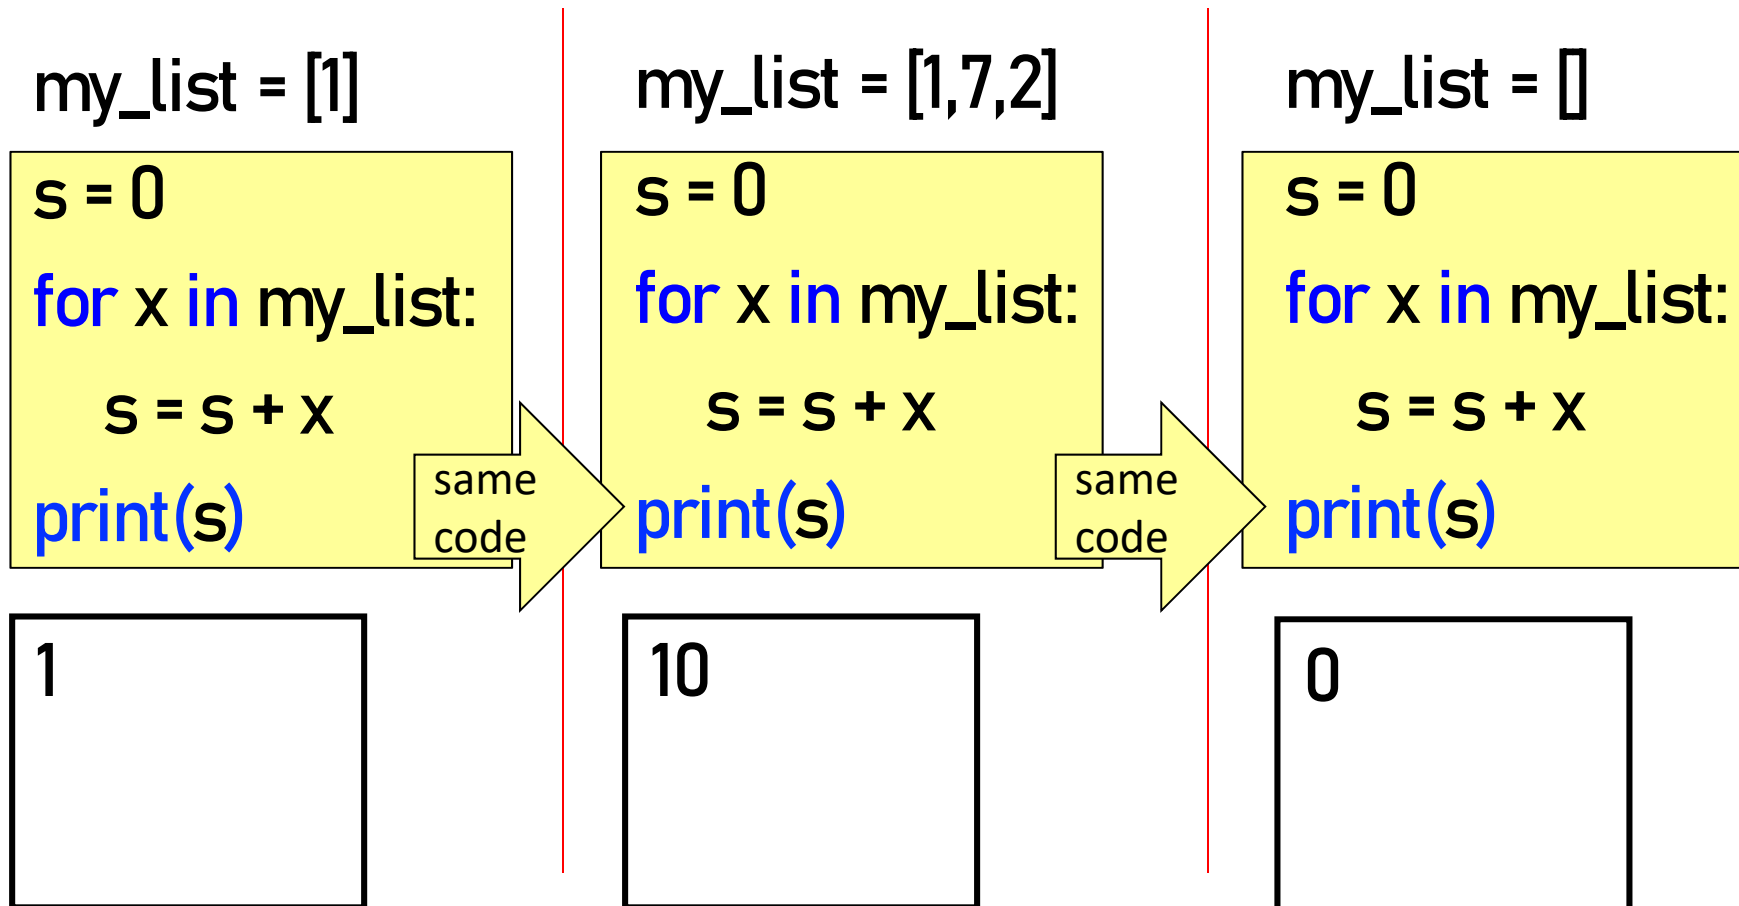 my_list = [1]
s = 0
for x in my_list:
s = s + x
print(s)
same
code
1
my_list = [1,7,2]
s = 0
for x in my_list:
s = s + x
print(s)
same
code
10
my_list = []
s = 0
for x in my_list:
s = s + x
print(s)
0